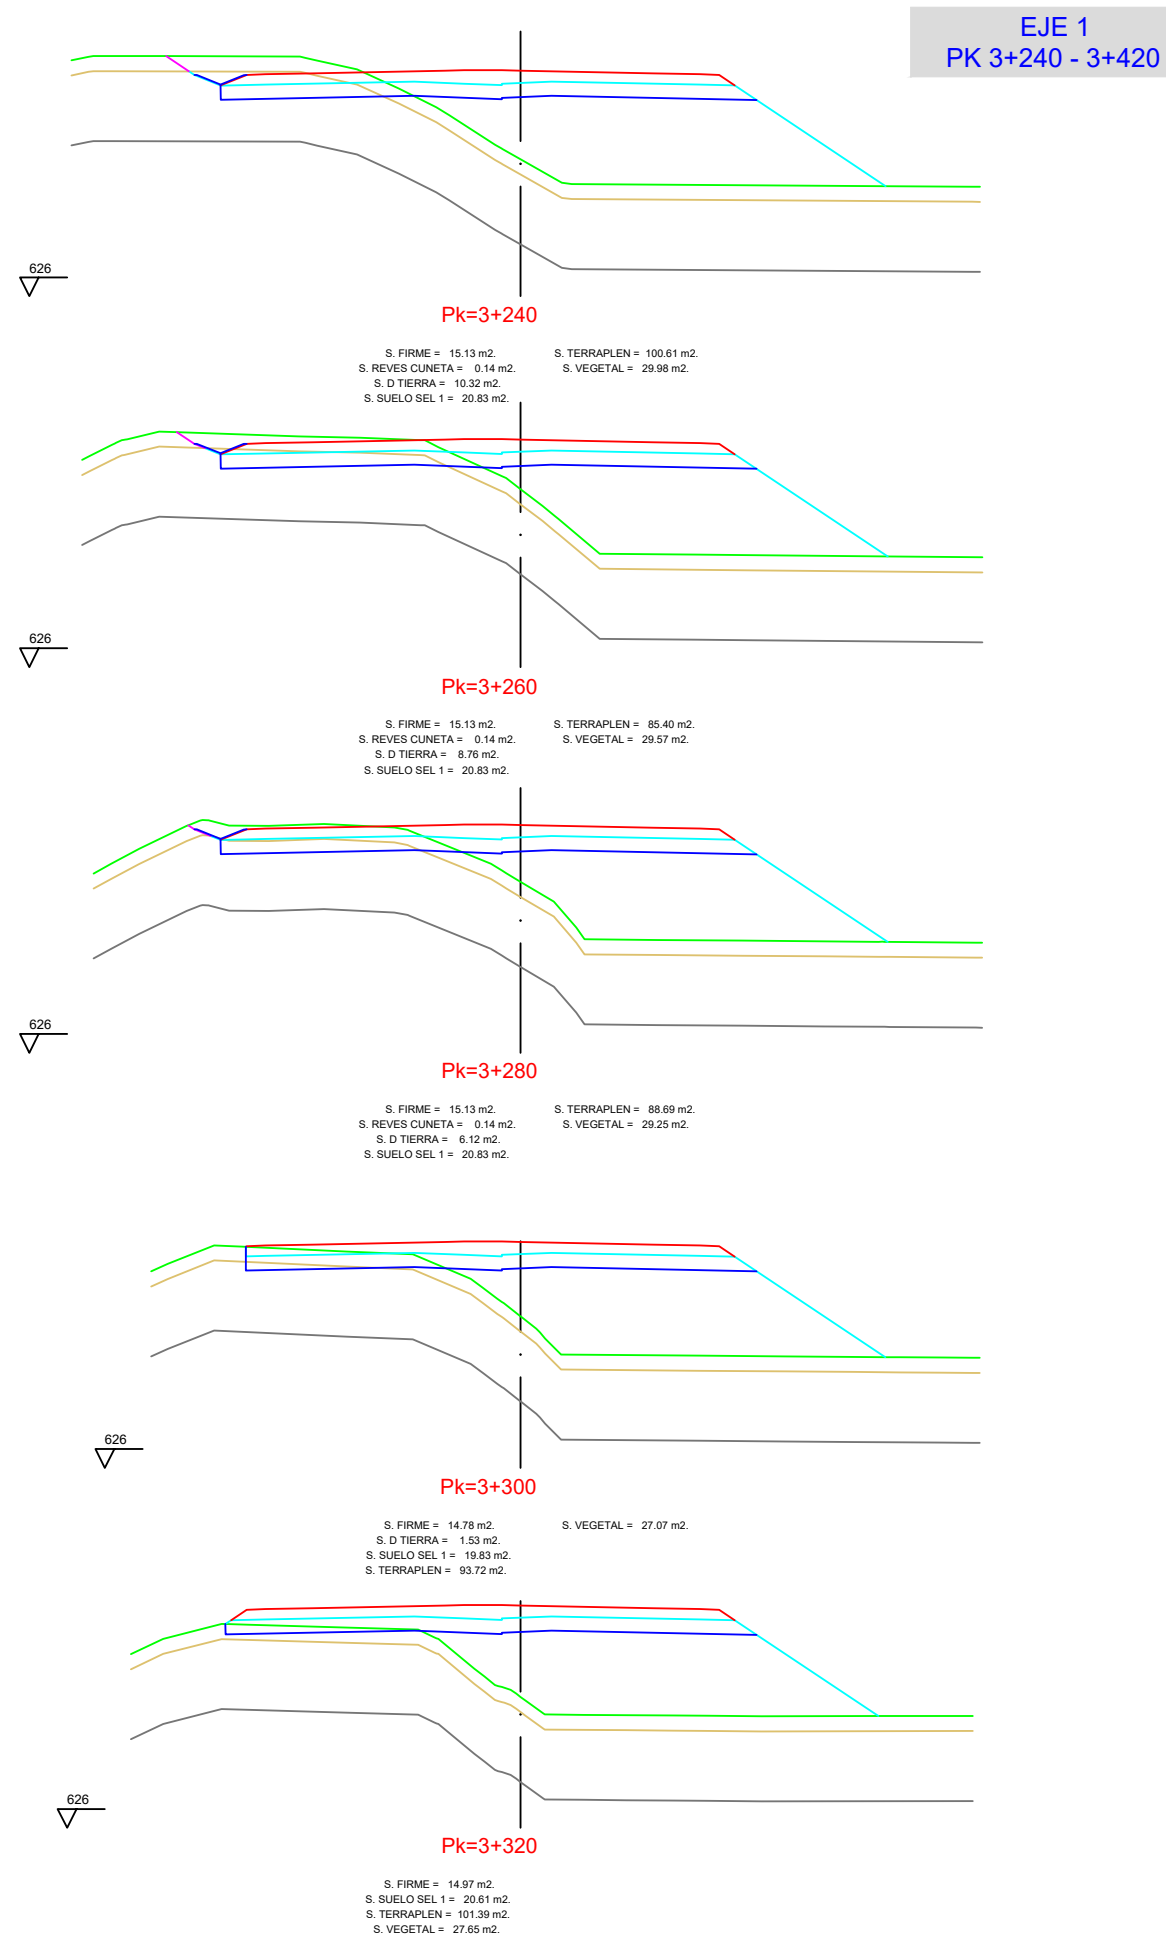 EJE 1
PK 3+240 - 3+420
626
Pk=3+240
S. FIRME = 15.13 m2. S. TERRAPLEN = 100.61 m2.
S. REVES CUNETA = 0.14 m2. S. VEGETAL = 29.98 m2.
S. D TIERRA = 10.32 m2.
S. SUELO SEL 1 = 20.83 m2.
626
Pk=3+260
S. FIRME = 15.13 m2. S. TERRAPLEN = 85.40 m2.
S. REVES CUNETA = 0.14 m2. S. VEGETAL = 29.57 m2.
S. D TIERRA = 8.76 m2.
S. SUELO SEL 1 = 20.83 m2.
626
Pk=3+280
S. FIRME = 15.13 m2. S. TERRAPLEN = 88.69 m2.
S. REVES CUNETA = 0.14 m2. S. VEGETAL = 29.25 m2.
S. D TIERRA = 6.12 m2.
S. SUELO SEL 1 = 20.83 m2.
626
Pk=3+300
S. FIRME = 14.78 m2. S. VEGETAL = 27.07 m2.
S. D TIERRA = 1.53 m2.
S. SUELO SEL 1 = 19.83 m2.
S. TERRAPLEN = 93.72 m2.
626
Pk=3+320
S. FIRME = 14.97 m2.
S. SUELO SEL 1 = 20.61 m2.
S. TERRAPLEN = 101.39 m2.
S. VEGETAL = 27.65 m2.